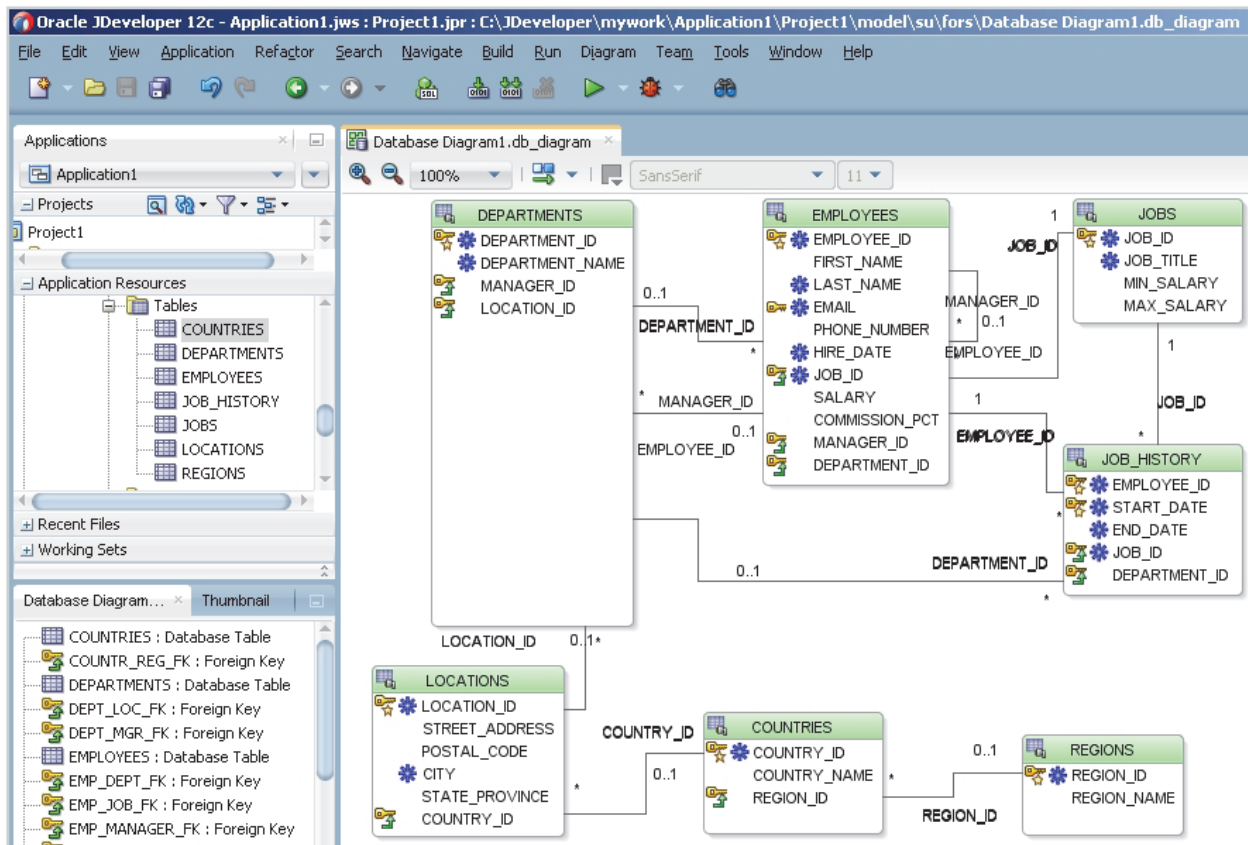 Oracle JDeveloper 12c - Application1.jws : Project1.jpr : C:\JDeveloper\mywork\Application1\Project1\model\su\fors\Database Diagram1.db_diagram
File Edit View Application Refactor Search Navigate Build Run Diagram Team Tools Window Help
Applications
Application1
Projects
Project1
Application Resources
Tables
COUNTRIES
DEPARTMENTS
EMPLOYEES
JOB_HISTORY
JOBS
LOCATIONS
REGIONS
Recent Files
Working Sets
Database Diagram... Thumbnail
COUNTRIES : Database Table
COUNTR_REG_FK : Foreign Key
DEPARTMENTS : Database Table
DEPT_LOC_FK : Foreign Key
DEPT_MGR_FK : Foreign Key
EMPLOYEES : Database Table
EMP_DEPT_FK : Foreign Key
EMP_JOB_FK : Foreign Key
EMP_MANAGER_FK : Foreign Key
Database Diagram1.db_diagram
100% SansSerif 11
DEPARTMENTS
DEPARTMENT_ID
DEPARTMENT_NAME
MANAGER_ID
LOCATION_ID
0..1
DEPARTMENT_ID
*
* MANAGER_ID
0..1
EMPLOYEE_ID
EMPLOYEES
EMPLOYEE_ID
FIRST_NAME
LAST_NAME
EMAIL
PHONE_NUMBER
HIRE_DATE
JOB_ID
SALARY
COMMISSION_PCT
MANAGER_ID
DEPARTMENT_ID
MANAGER_ID
* 0..1
EMPLOYEE_ID
1
JOB_ID
*
JOBS
JOB_ID
JOB_TITLE
MIN_SALARY
MAX_SALARY
1
JOB_ID
*
1
EMPLOYEE_ID
*
JOB_HISTORY
EMPLOYEE_ID
START_DATE
END_DATE
JOB_ID
DEPARTMENT_ID
DEPARTMENT_ID
0..1
*
LOCATION_ID 0..1*
LOCATIONS
LOCATION_ID
STREET_ADDRESS
POSTAL_CODE
CITY
STATE_PROVINCE
COUNTRY_ID
COUNTRY_ID
0..1
*
COUNTRIES
COUNTRY_ID
COUNTRY_NAME
REGION_ID
*
0..1
REGION_ID
REGIONS
REGION_ID
REGION_NAME